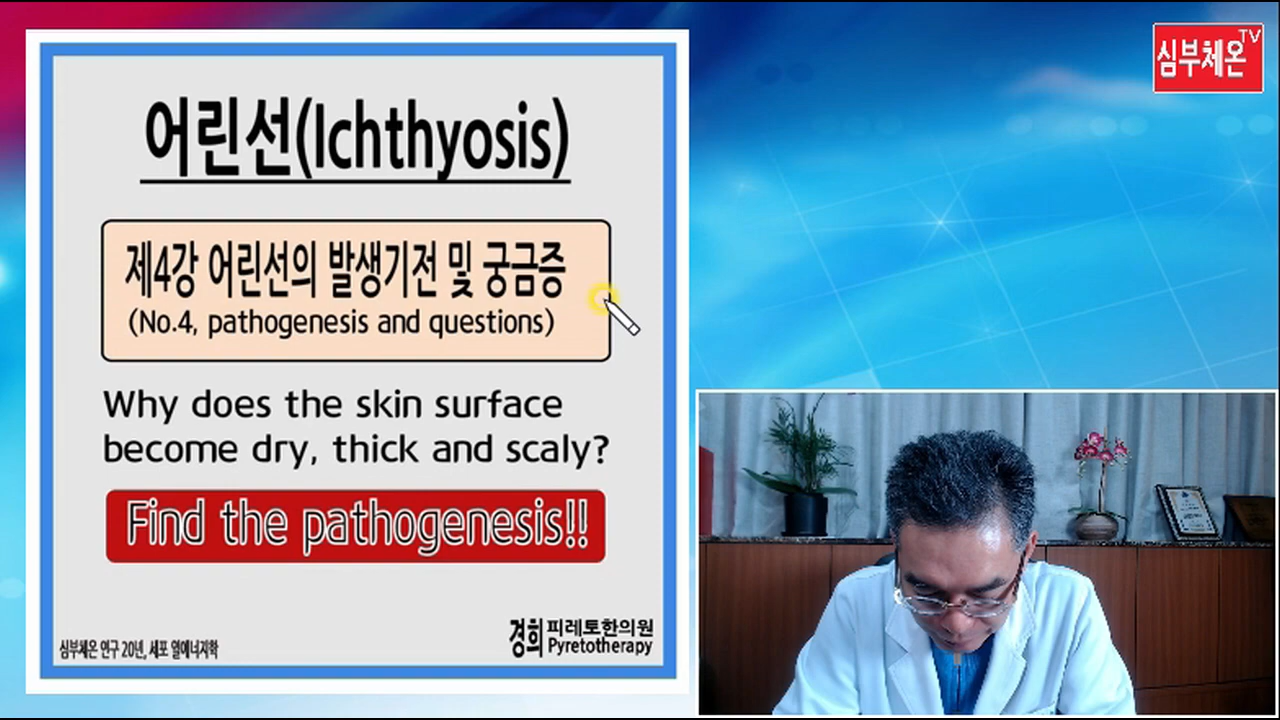 어린선(Ichthyosis)
제4강 어린선의 발생기전 및 궁금증
(No.4, pathogenesis and questions)
Why does the skin surface
become dry, thick and scaly?
Find the pathogenesis!!
심부체온 연구 20년, 세포 열에너지학
경희 피레토한의원
Pyretotherapy
심부체온TV